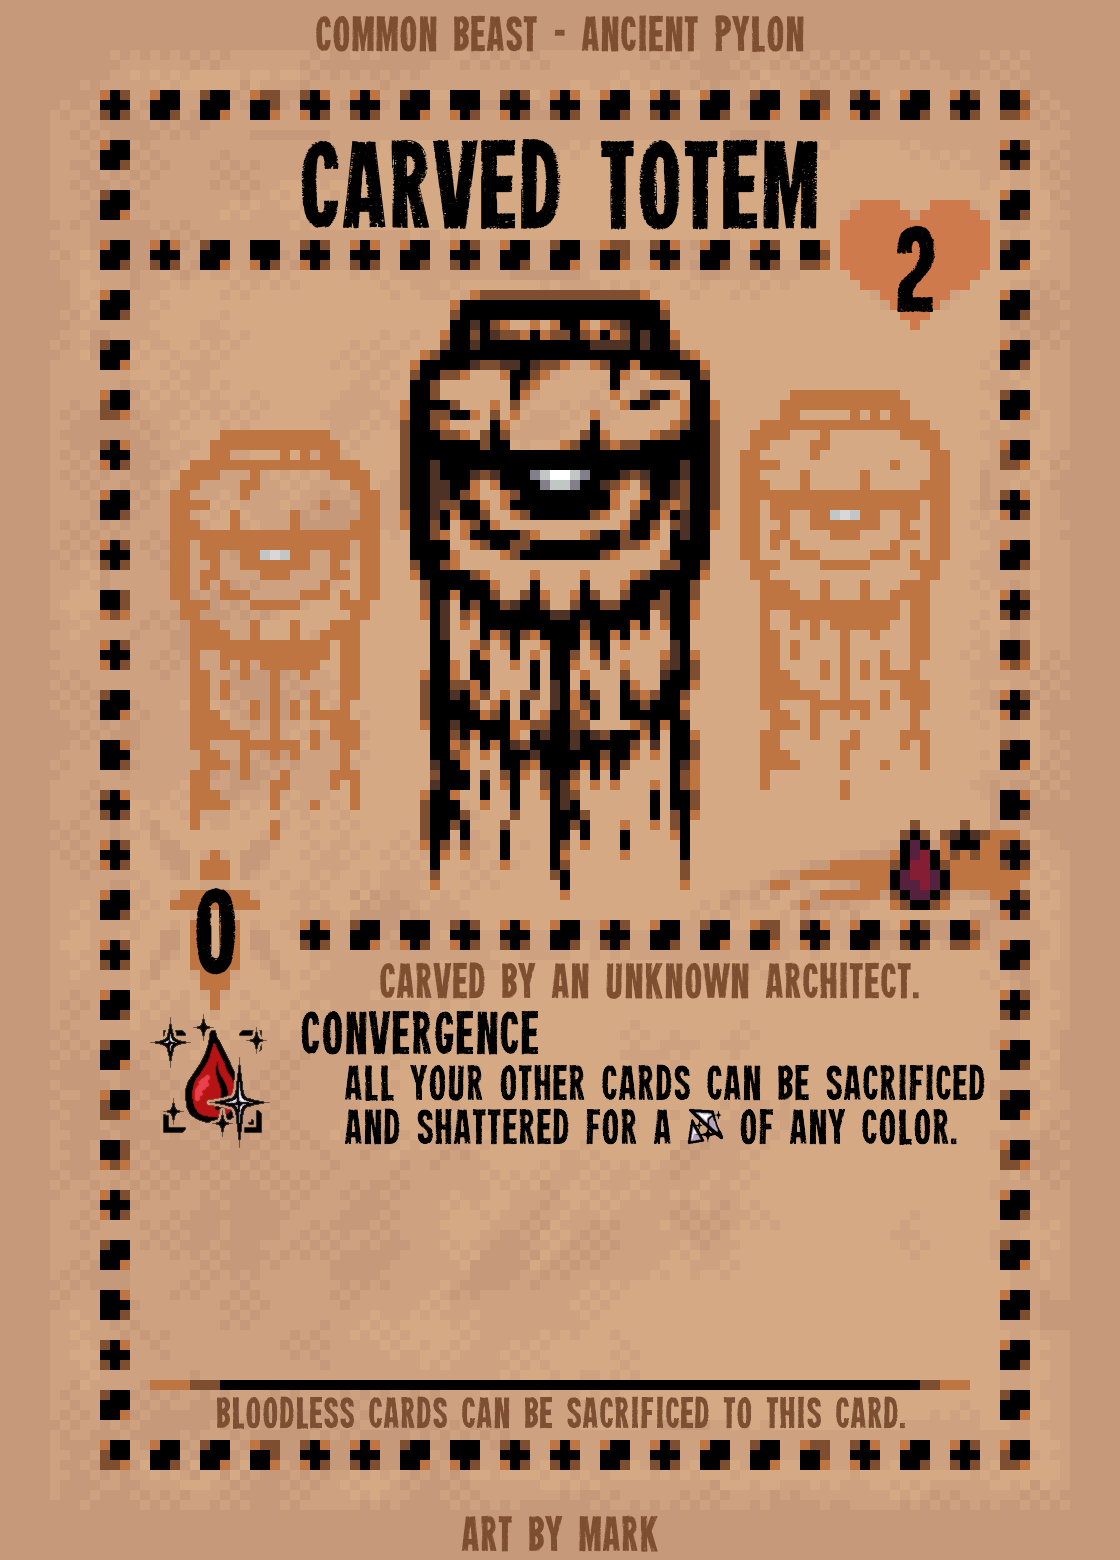 COMMON BEAST - ANCIENT PYLON
CARVED TOTEM
2
0
CARVED BY AN UNKNOWN ARCHITECT.
CONVERGENCE
ALL YOUR OTHER CARDS CAN BE SACRIFICED
AND SHATTERED FOR A OF ANY COLOR.
BLOODLESS CARDS CAN BE SACRIFICED TO THIS CARD.
ART BY MARK